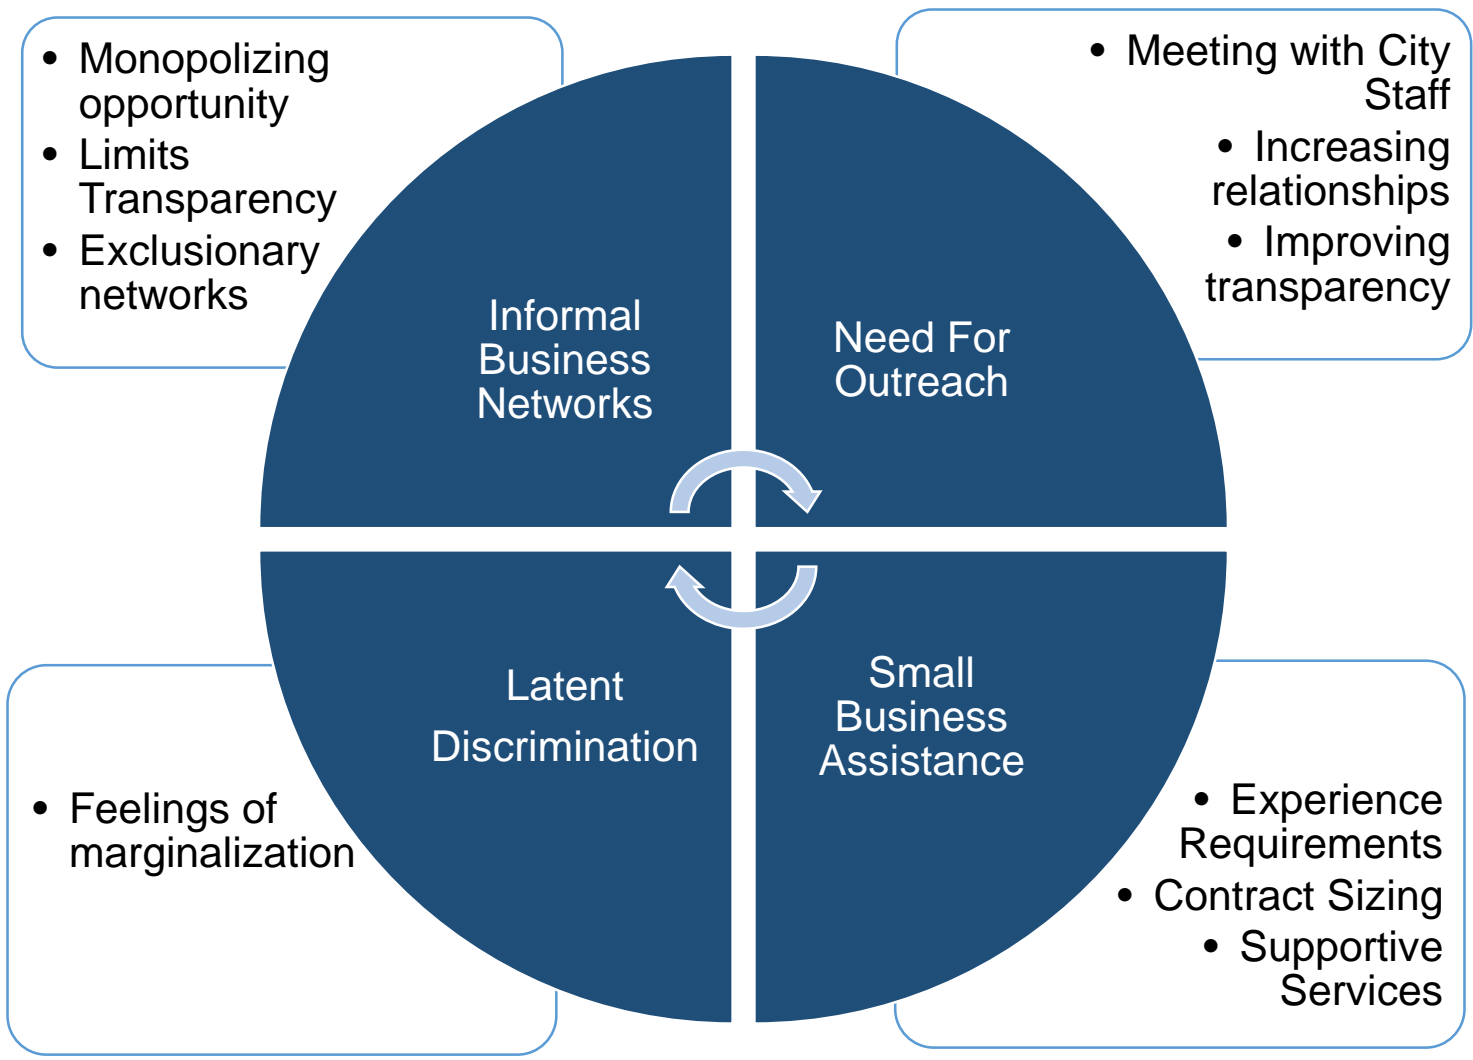 • Monopolizing
opportunity
• Limits
Transparency
• Exclusionary
networks
Informal
Business
Networks
• Meeting with City
Staff
• Increasing
relationships
• Improving
transparency
Need For
Outreach
Latent
Discrimination
• Feelings of
marginalization
Small
Business
Assistance
• Experience
Requirements
• Contract Sizing
• Supportive
Services